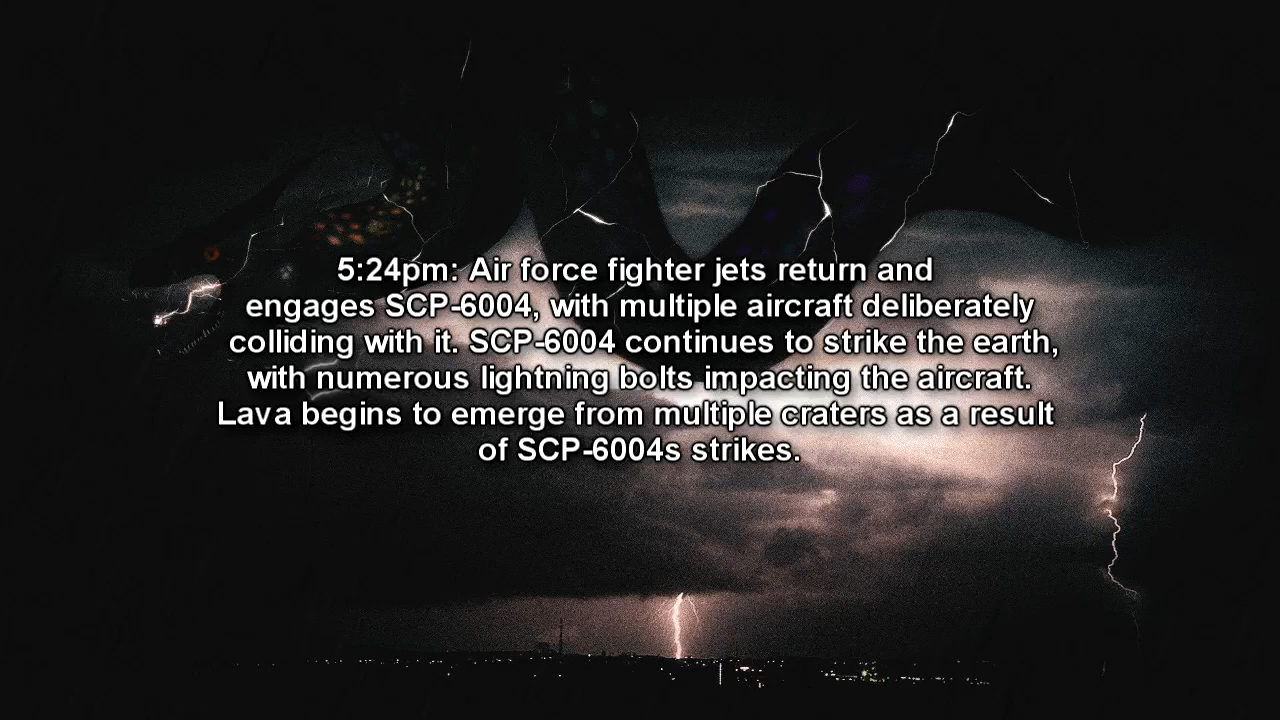 5:24pm: Air force fighter jets return and
engages SCP-6004, with multiple aircraft deliberately
colliding with it. SCP-6004 continues to strike the earth,
with numerous lightning bolts impacting the aircraft.
Lava begins to emerge from multiple craters as a result
of SCP-6004s strikes.